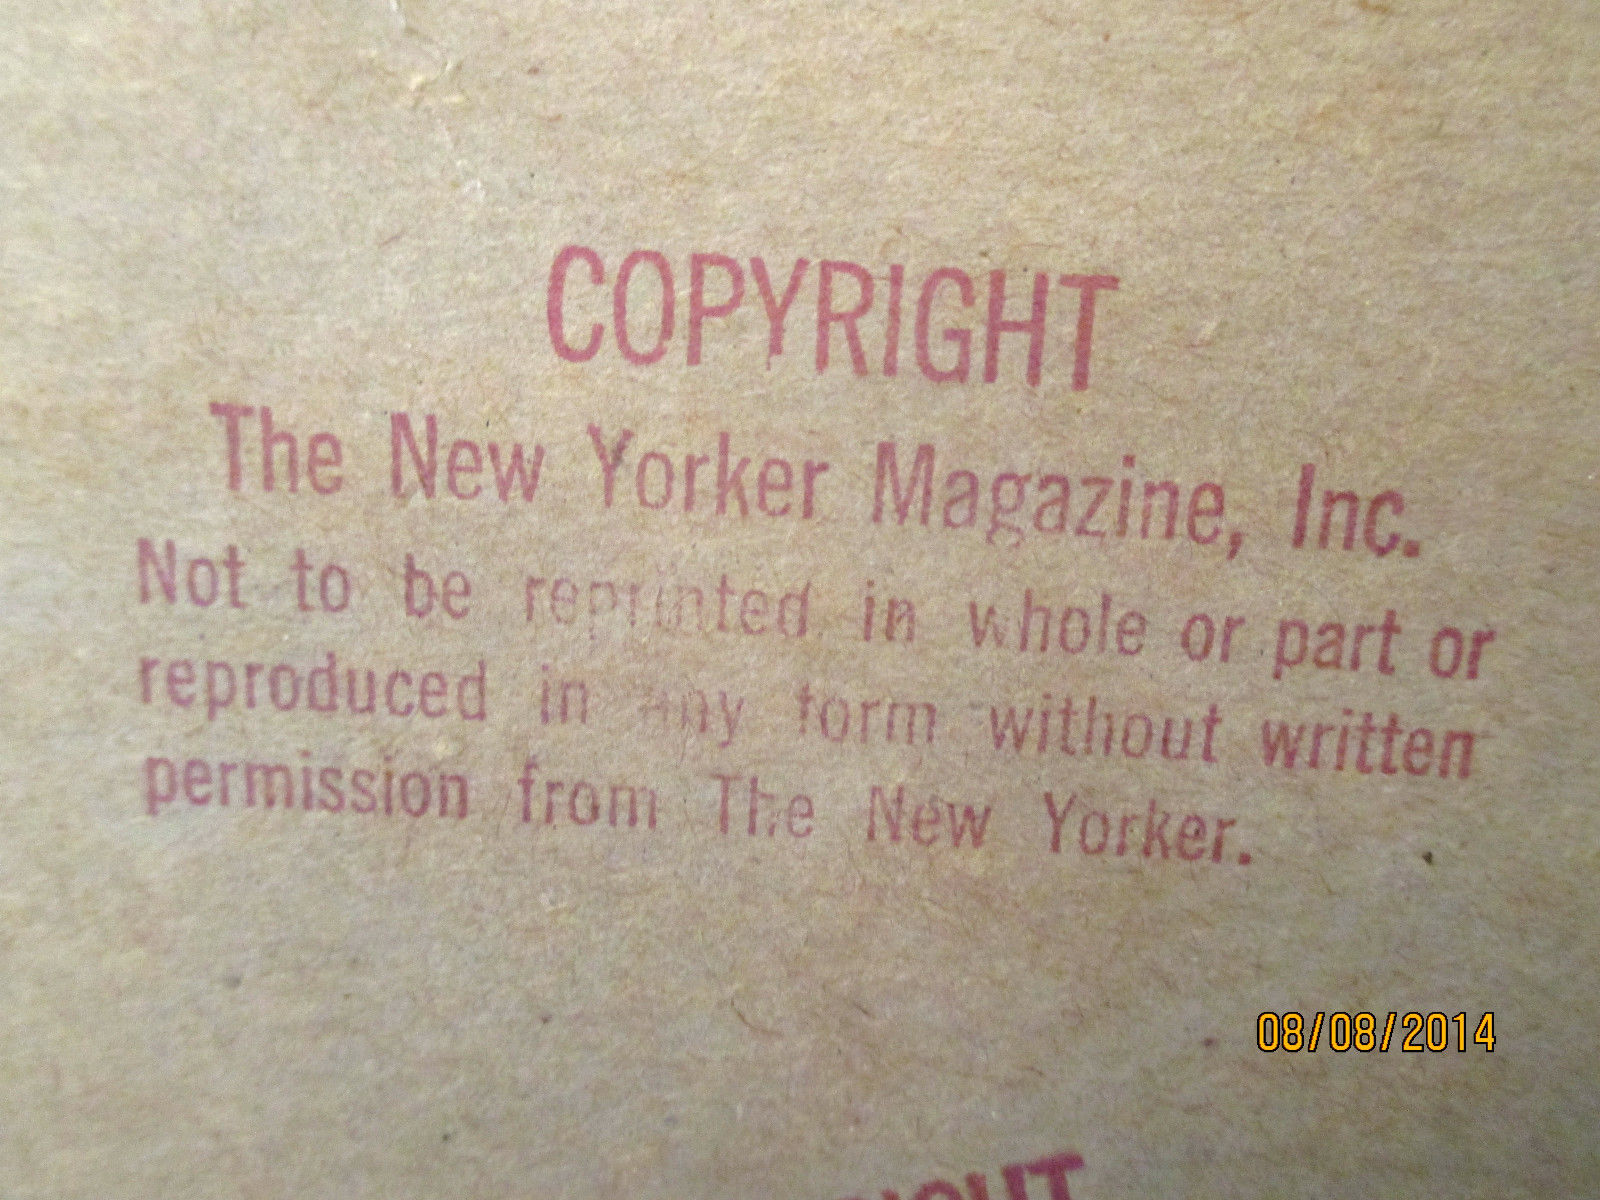 COPYRIGHT
The New Yorker Magazine, Inc.
Not to be reprinted in whole or part or
reproduced in any form without written
permission from The New Yorker.
08/08/2014